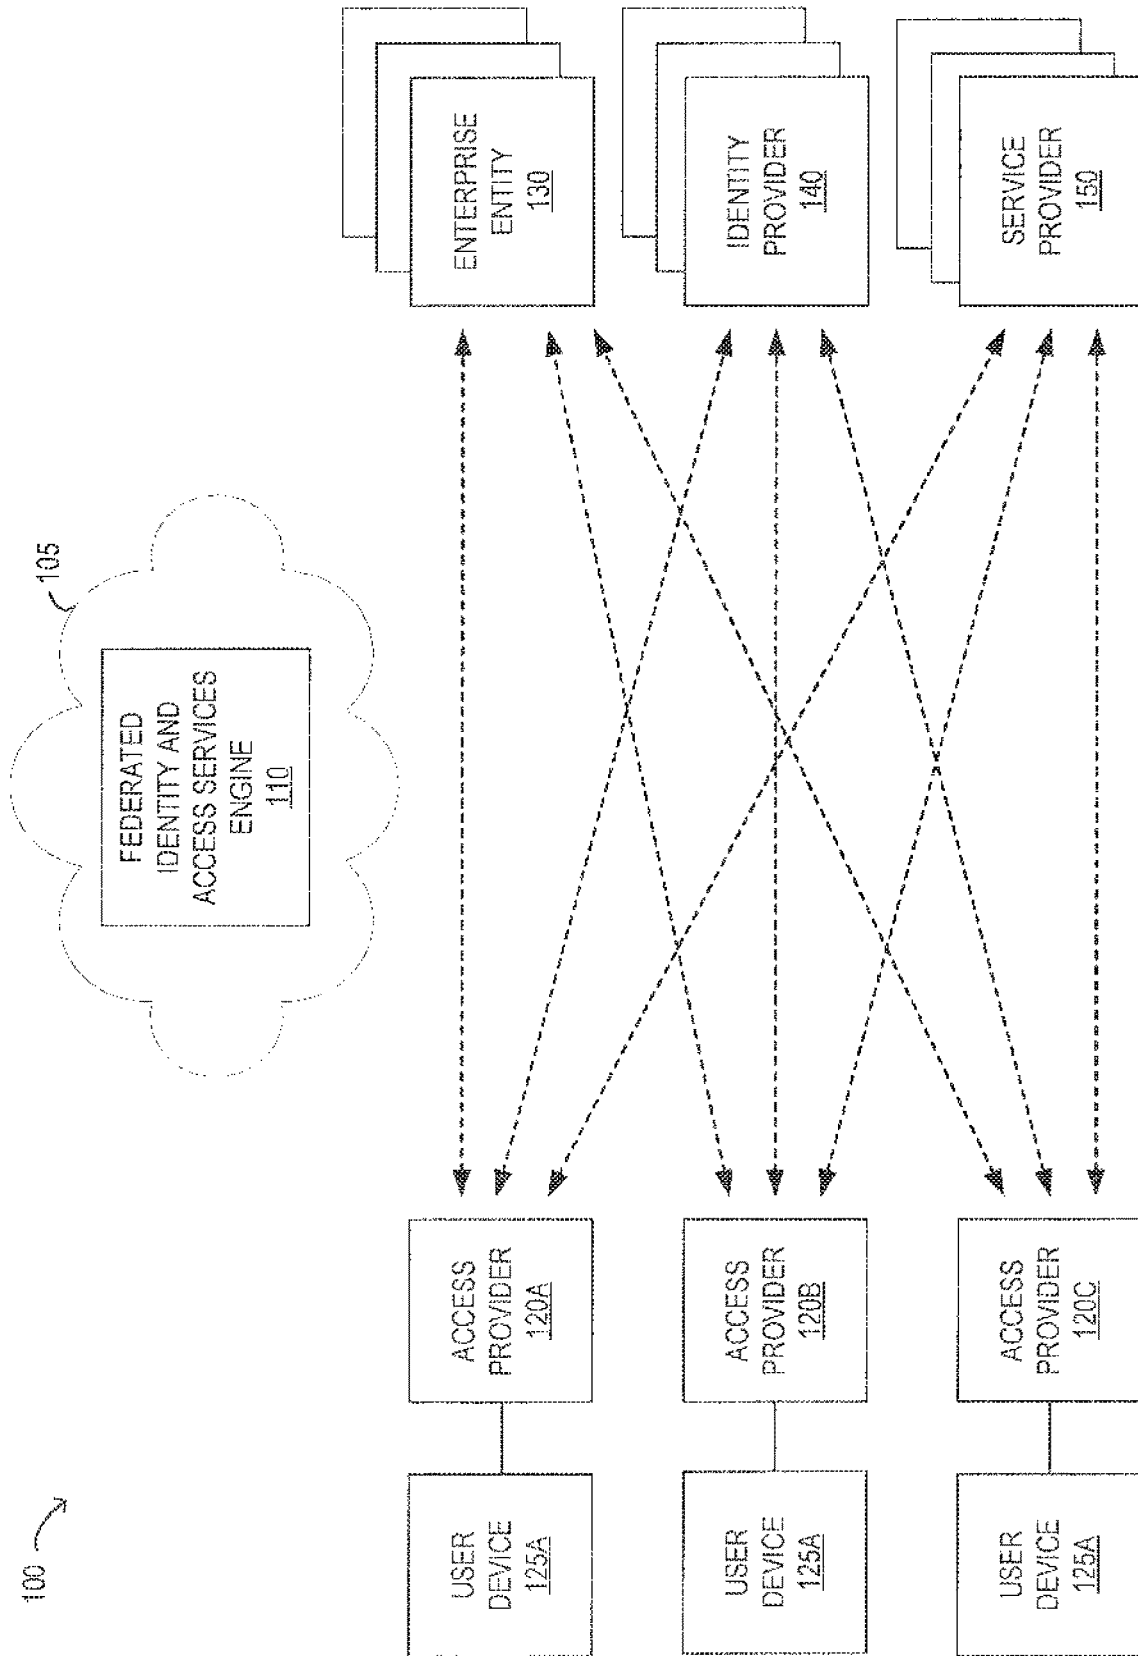 100
105
FEDERATED
IDENTITY AND
ACCESS SERVICES
ENGINE
110
USER
DEVICE
125A
ACCESS
PROVIDER
120A
ENTERPRISE
ENTITY
130
USER
DEVICE
125A
ACCESS
PROVIDER
120B
IDENTITY
PROVIDER
140
USER
DEVICE
125A
ACCESS
PROVIDER
120C
SERVICE
PROVIDER
150